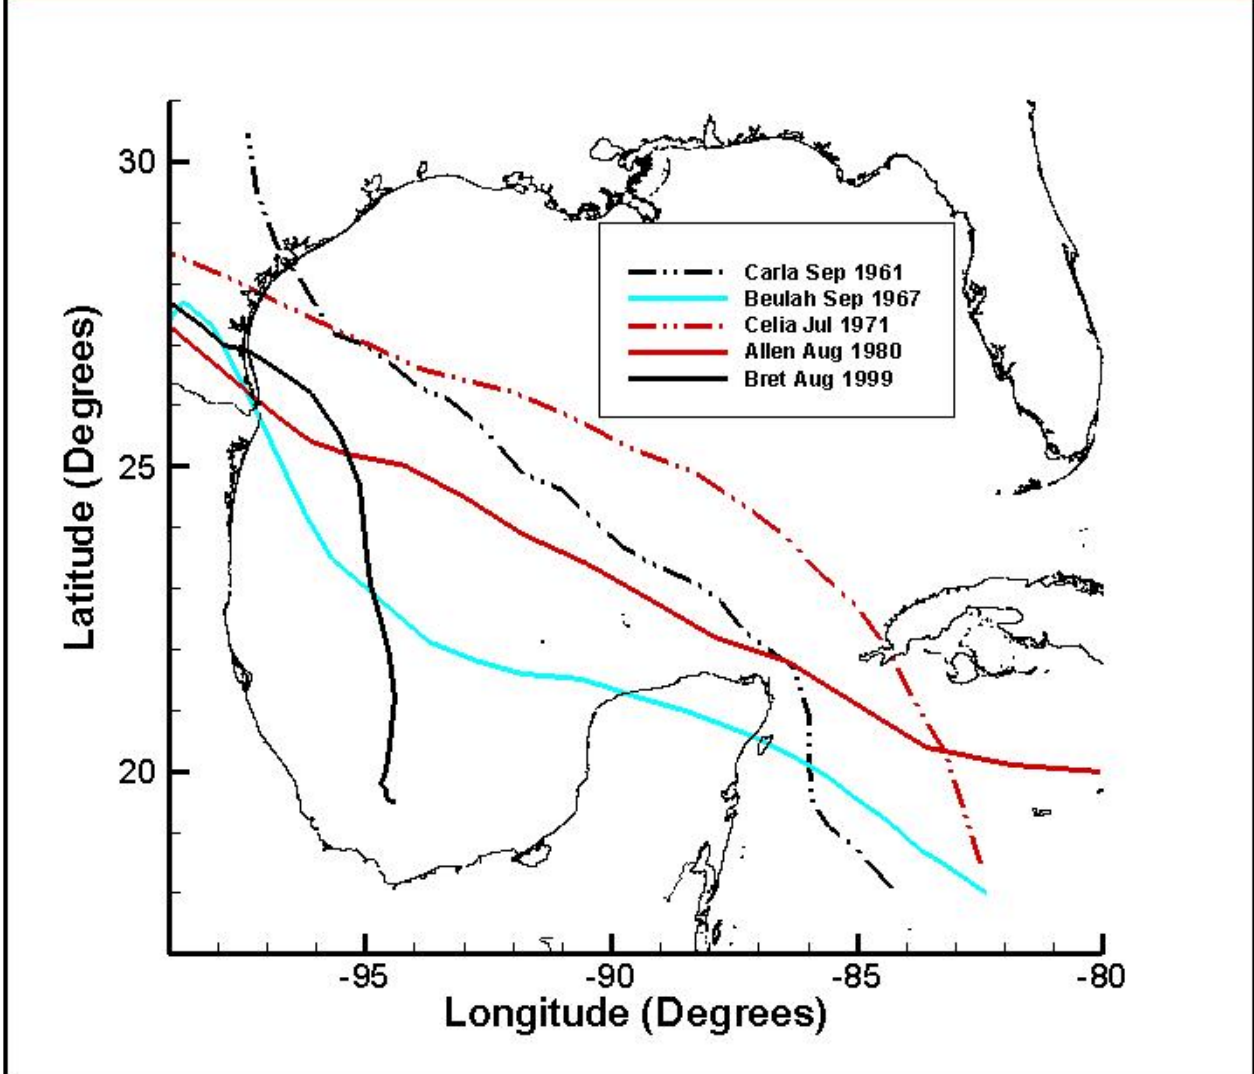 30
25
20
Latitude (Degrees)
Carla Sep 1961
Beulah Sep 1967
Celia Jul 1971
Allen Aug 1980
Bret Aug 1999
-95
-90
-85
-80
Longitude (Degrees)